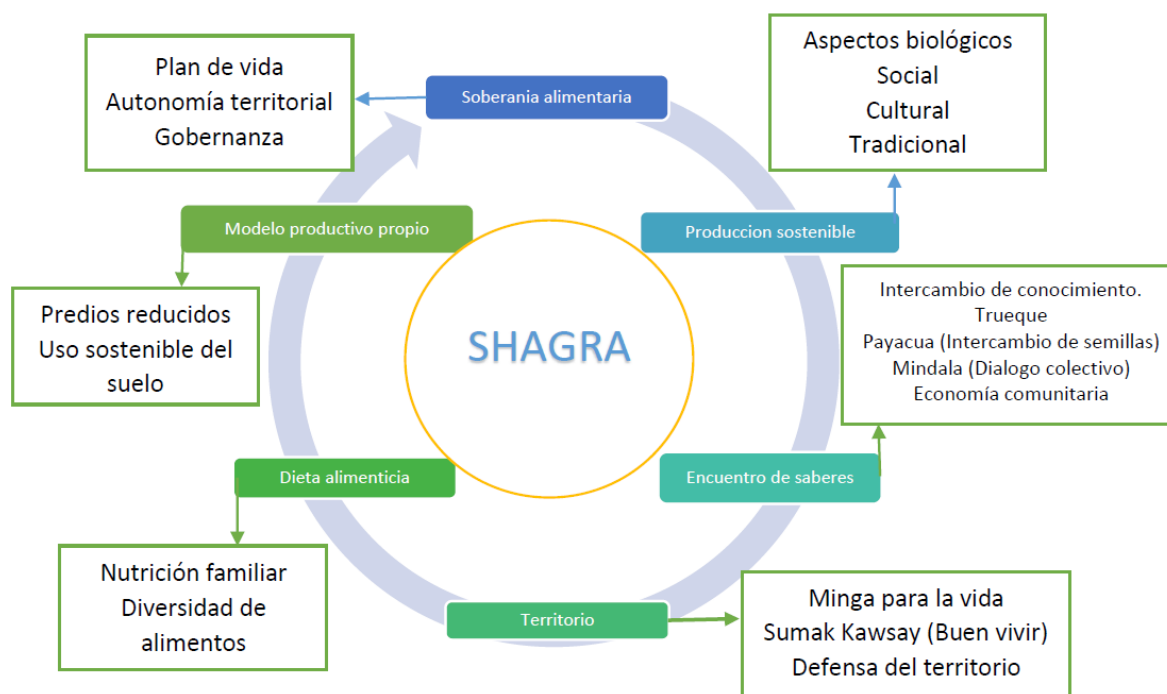 Plan de vida
Autonomía territorial
Gobernanza
Soberania alimentaria
Aspectos biológicos
Social
Cultural
Tradicional
Modelo productivo propio
Produccion sostenible
Predios reducidos
Uso sostenible del
suelo
SHAGRA
Intercambio de conocimiento.
Trueque
Payacua (Intercambio de semillas)
Mindala (Dialogo colectivo)
Economía comunitaria
Dieta alimenticia
Encuentro de saberes
Nutrición familiar
Diversidad de
alimentos
Territorio
Minga para la vida
Sumak Kawsay (Buen vivir)
Defensa del territorio